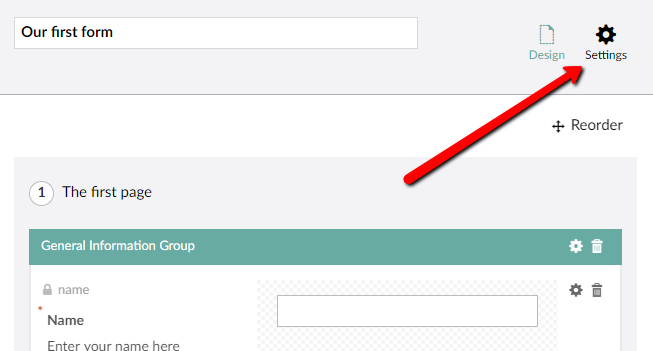 Our first form
Design
Settings
Reorder
1 The first page
General Information Group
name
* Name
Enter your name here